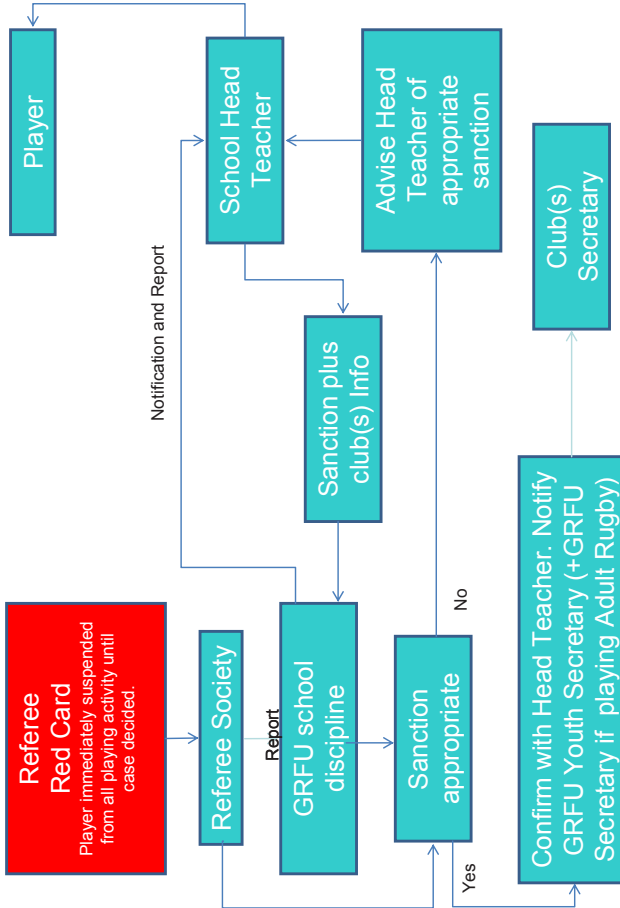 Referee
Red Card
Player immediately suspended
from all playing activity until
case decided.
Referee Society
Report
GRFU school
discipline
Notification and Report
Sanction plus
club(s) Info
School Head
Teacher
Player
Sanction
appropriate
No
Advise Head
Teacher of
appropriate
sanction
Yes
Confirm with Head Teacher. Notify
GRFU Youth Secretary (+GRFU
Secretary if playing Adult Rugby)
Club(s)
Secretary